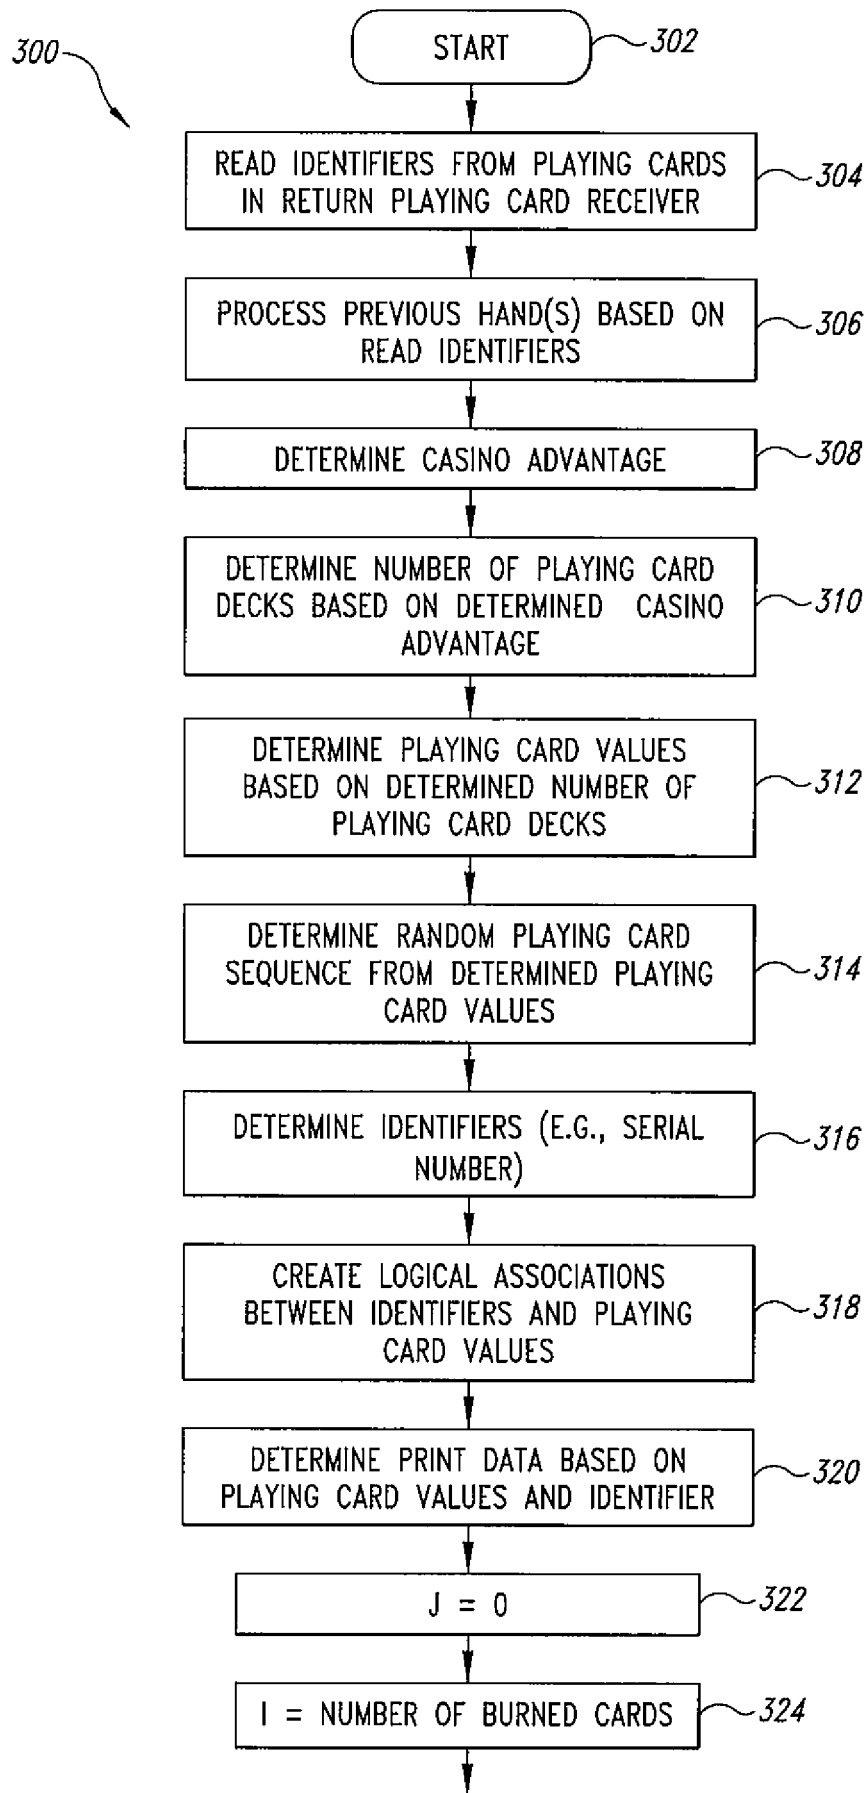 300
START
302
READ IDENTIFIERS FROM PLAYING CARDS
IN RETURN PLAYING CARD RECEIVER
304
PROCESS PREVIOUS HAND(S) BASED ON
READ IDENTIFIERS
306
DETERMINE CASINO ADVANTAGE
308
DETERMINE NUMBER OF PLAYING CARD
DECKS BASED ON DETERMINED CASINO
ADVANTAGE
310
DETERMINE PLAYING CARD VALUES
BASED ON DETERMINED NUMBER OF
PLAYING CARD DECKS
312
DETERMINE RANDOM PLAYING CARD
SEQUENCE FROM DETERMINED PLAYING
CARD VALUES
314
DETERMINE IDENTIFIERS (E.G., SERIAL
NUMBER)
316
CREATE LOGICAL ASSOCIATIONS
BETWEEN IDENTIFIERS AND PLAYING
CARD VALUES
318
DETERMINE PRINT DATA BASED ON
PLAYING CARD VALUES AND IDENTIFIER
320
J = 0
322
I = NUMBER OF BURNED CARDS
324